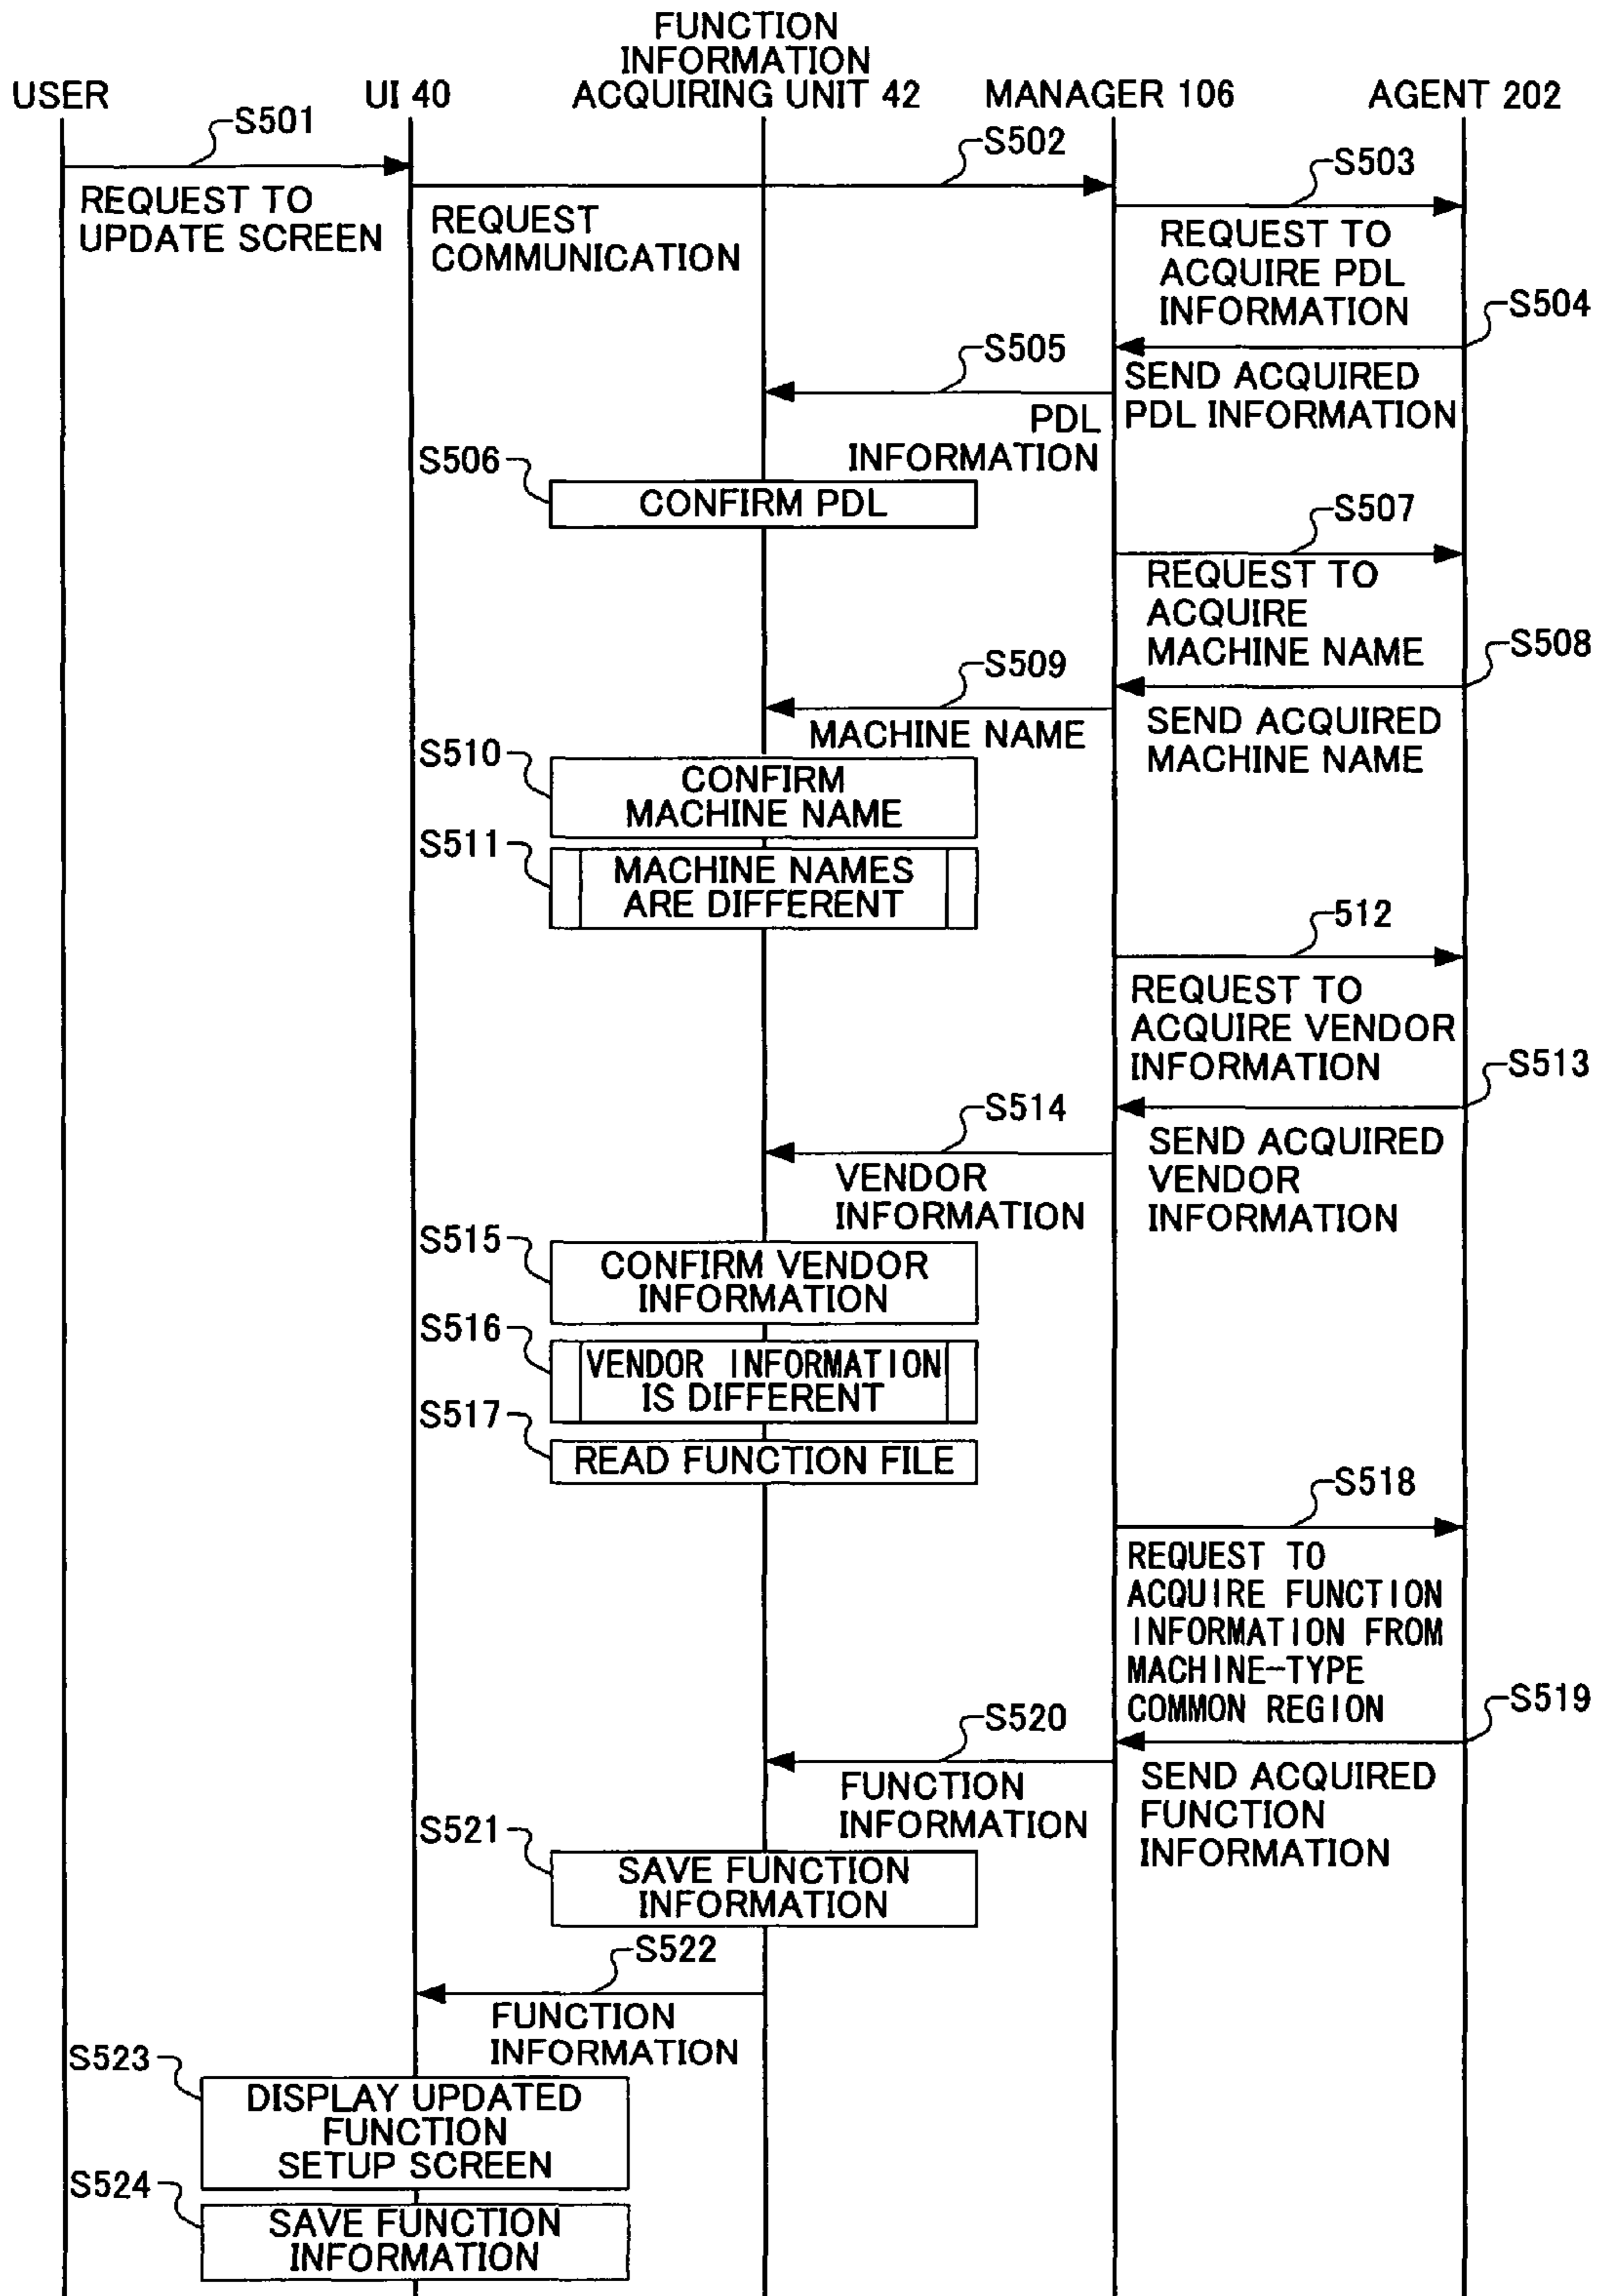 FUNCTION
INFORMATION
USER
UI 40
ACQUIRING UNIT 42
MANAGER 106
AGENT 202
S501
REQUEST TO
UPDATE SCREEN
S502
REQUEST
COMMUNICATION
S503
REQUEST TO
ACQUIRE PDL
INFORMATION
S504
SEND ACQUIRED
PDL INFORMATION
S505
PDL
INFORMATION
S506
CONFIRM PDL
S507
REQUEST TO
ACQUIRE
MACHINE NAME
S508
SEND ACQUIRED
MACHINE NAME
S509
MACHINE NAME
S510
CONFIRM
MACHINE NAME
S511
MACHINE NAMES
ARE DIFFERENT
512
REQUEST TO
ACQUIRE VENDOR
INFORMATION
S513
SEND ACQUIRED
VENDOR
INFORMATION
S514
VENDOR
INFORMATION
S515
CONFIRM VENDOR
INFORMATION
S516
VENDOR INFORMATION
IS DIFFERENT
S517
READ FUNCTION FILE
S518
REQUEST TO
ACQUIRE FUNCTION
INFORMATION FROM
MACHINE-TYPE
COMMON REGION
S519
SEND ACQUIRED
FUNCTION
INFORMATION
S520
FUNCTION
INFORMATION
S521
SAVE FUNCTION
INFORMATION
S522
FUNCTION
INFORMATION
S523
DISPLAY UPDATED
FUNCTION
SETUP SCREEN
S524
SAVE FUNCTION
INFORMATION